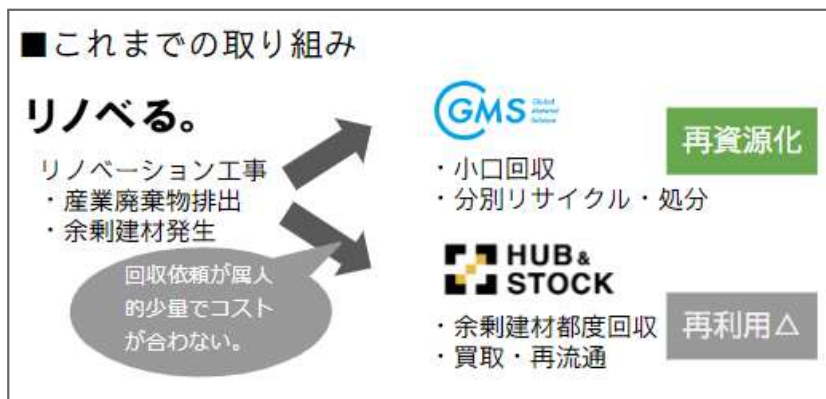 ■これまでの取り組み
リノべる。
リノベーション工事
・産業廃棄物排出
・余剰建材発生
回収依頼が属人
的少量でコスト
が合わない。
GMS Global
Material
Solution
・小口回収
・分別リサイクル・処分
再資源化
HUB&
STOCK
・余剰建材都度回収
・買取・再流通
再利用△